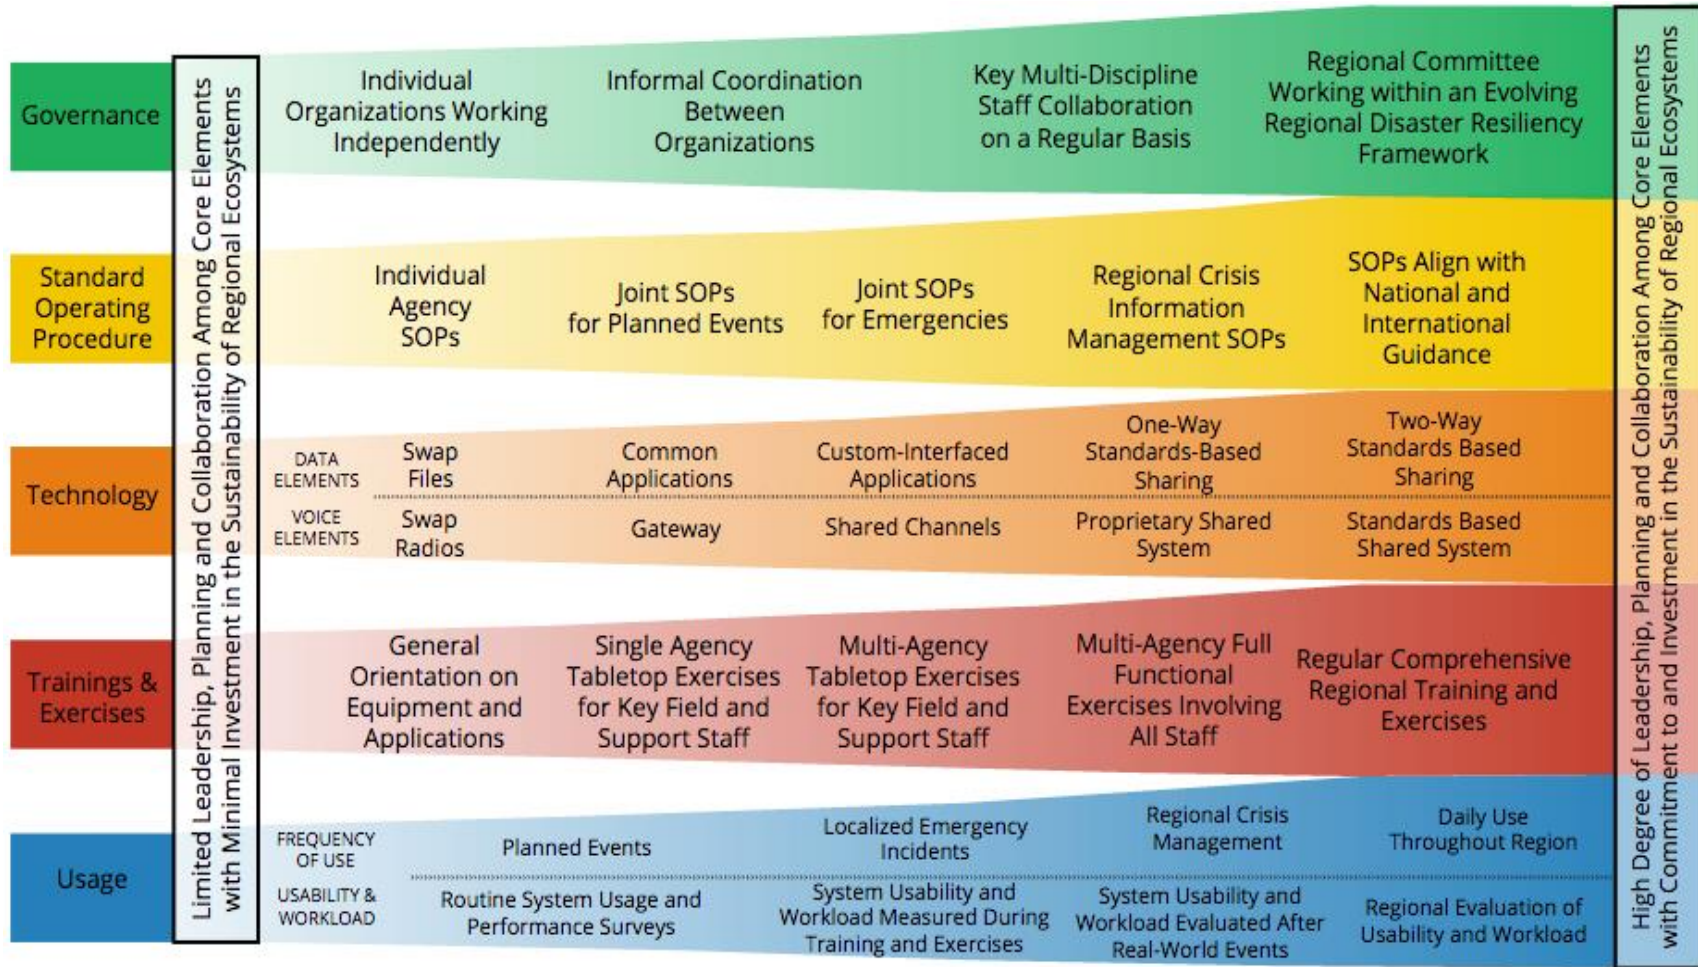 Governance
Limited Leadership, Planning and Collaboration Among Core Elements
with Minimal Investment in the Sustainability of Regional Ecosystems
Individual
Organizations Working
Independently
Informal Coordination
Between
Organizations
Key Multi-Discipline
Staff Collaboration
on a Regular Basis
Regional Committee
Working within an Evolving
Regional Disaster Resiliency
Framework
High Degree of Leadership, Planning and Collaboration Among Core Elements
with Commitment to and Investment in the Sustainability of Regional Ecosystems
Standard
Operating
Procedure
Individual
Agency
SOPs
Joint SOPs
for Planned Events
Joint SOPs
for Emergencies
Regional Crisis
Information
Management SOPs
SOPs Align with
National and
International
Guidance
Technology
DATA
ELEMENTS
Swap
Files
Common
Applications
Custom-Interfaced
Applications
One-Way
Standards-Based
Sharing
Two-Way
Standards Based
Sharing
VOICE
ELEMENTS
Swap
Radios
Gateway
Shared Channels
Proprietary Shared
System
Standards Based
Shared System
Trainings &
Exercises
General
Orientation on
Equipment and
Applications
Single Agency
Tabletop Exercises
for Key Field and
Support Staff
Multi-Agency
Tabletop Exercises
for Key Field and
Support Staff
Multi-Agency Full
Functional
Exercises Involving
All Staff
Regular Comprehensive
Regional Training and
Exercises
Usage
FREQUENCY
OF USE
Planned Events
Localized Emergency
Incidents
Regional Crisis
Management
Daily Use
Throughout Region
USABILITY &
WORKLOAD
Routine System Usage and
Performance Surveys
System Usability and
Workload Measured During
Training and Exercises
System Usability and
Workload Evaluated After
Real-World Events
Regional Evaluation of
Usability and Workload